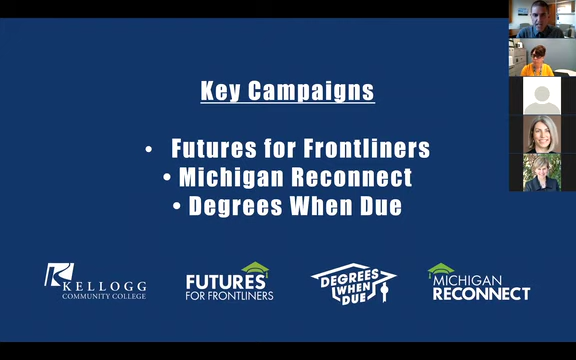 Key Campaigns
• Futures for Frontliners
• Michigan Reconnect
• Degrees When Due
KELLOGG
COMMUNITY COLLEGE
FUTURES
FOR FRONTLINERS
DEGREES
WHEN
DUE
MICHIGAN
RECONNECT